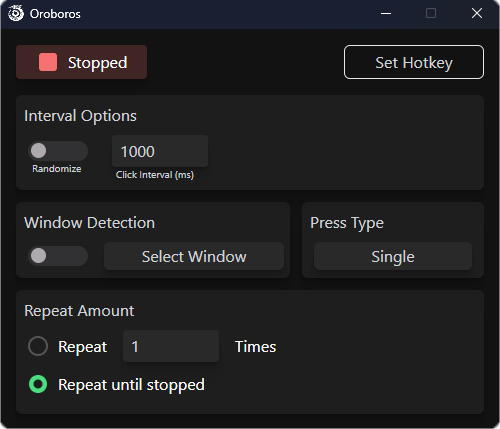 Oroboros
Stopped
Set Hotkey
Interval Options
1000
Randomize
Click Interval (ms)
Window Detection
Select Window
Press Type
Single
Repeat Amount
Repeat 1 Times
Repeat until stopped